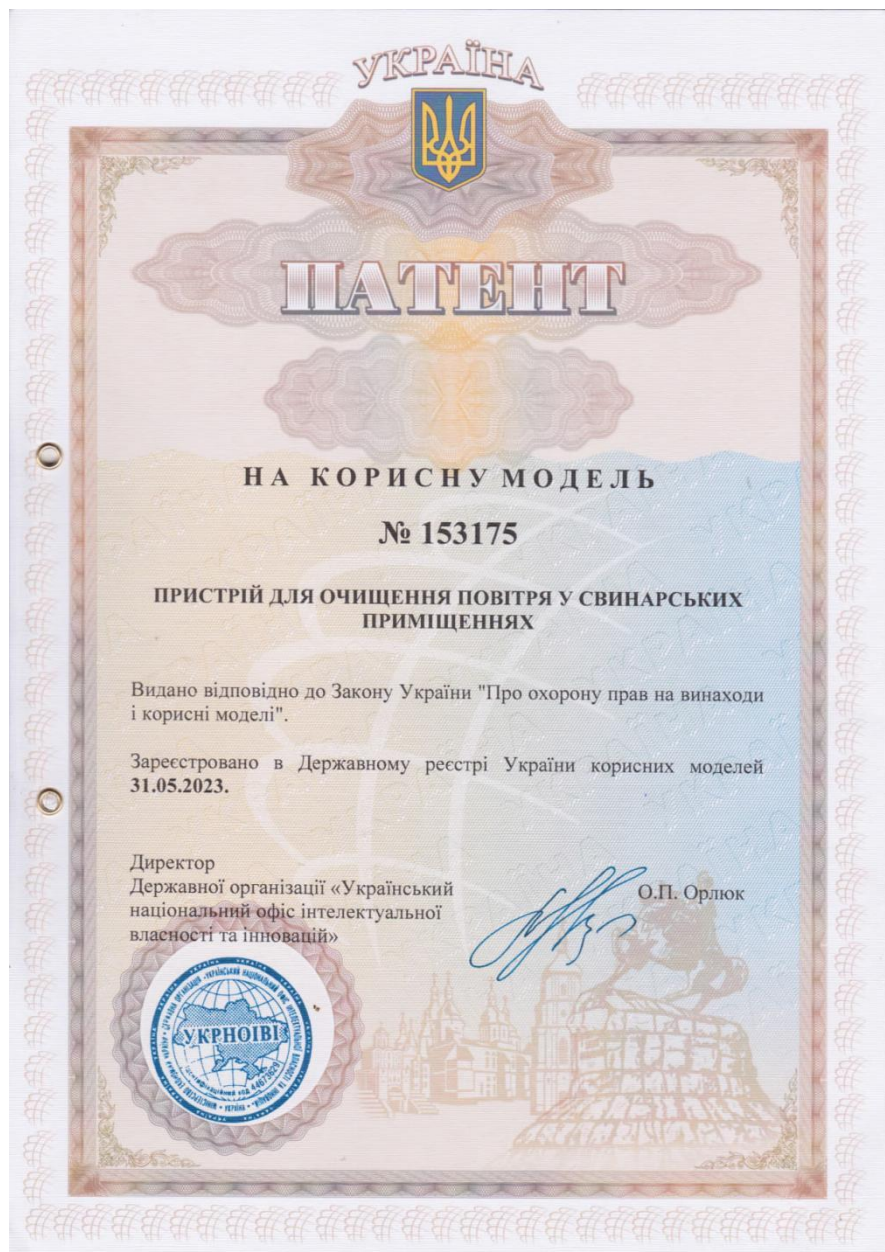 УКРАЇНА
ПАТЕНТ
НА КОРИСНУ МОДЕЛЬ
№ 153175
ПРИСТРІЙ ДЛЯ ОЧИЩЕННЯ ПОВІТРЯ У СВИНАРСЬКИХ
ПРИМІЩЕННЯХ
Видано відповідно до Закону України "Про охорону прав на винаходи
і корисні моделі".
Зареєстровано в Державному реєстрі України корисних моделей
31.05.2023.
Директор
Державної організації «Український
національний офіс інтелектуальної
власності та інновацій»
О.П. Орлюк
УКРНОІВІ